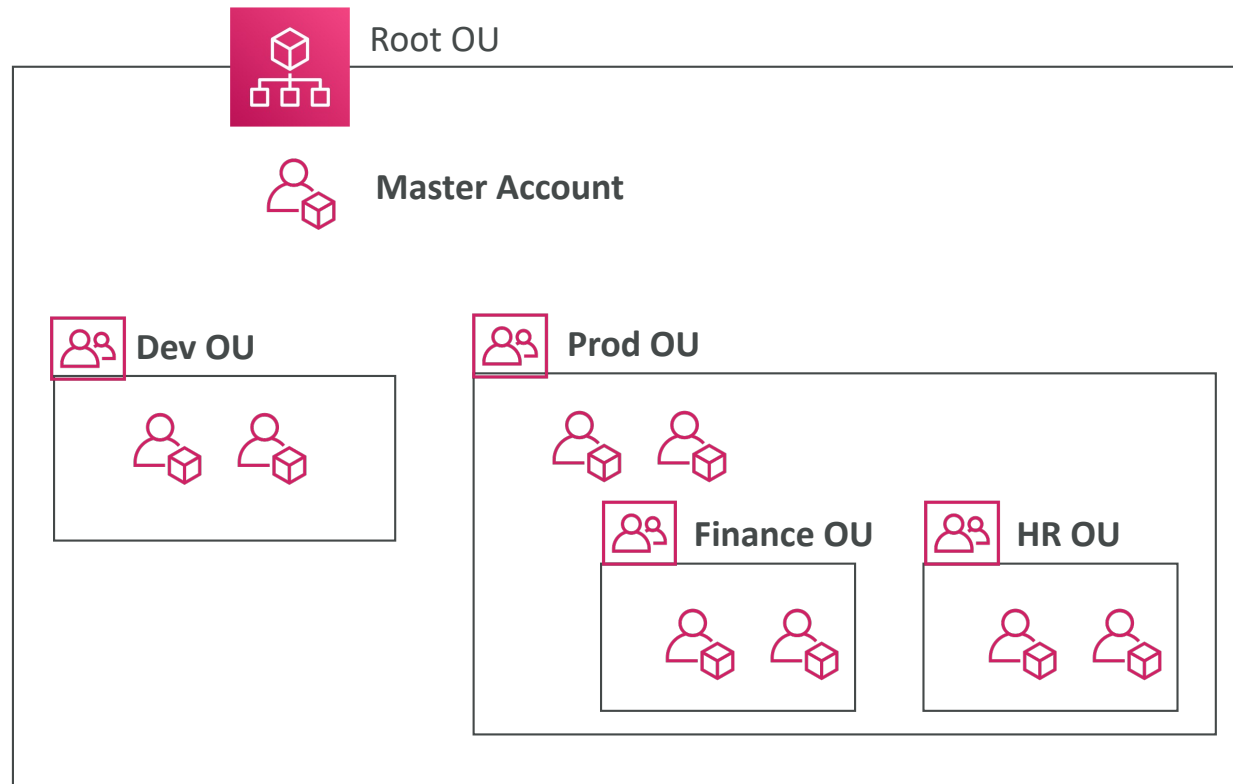 Root OU
Master Account
Dev OU
Prod OU
Finance OU
HR OU